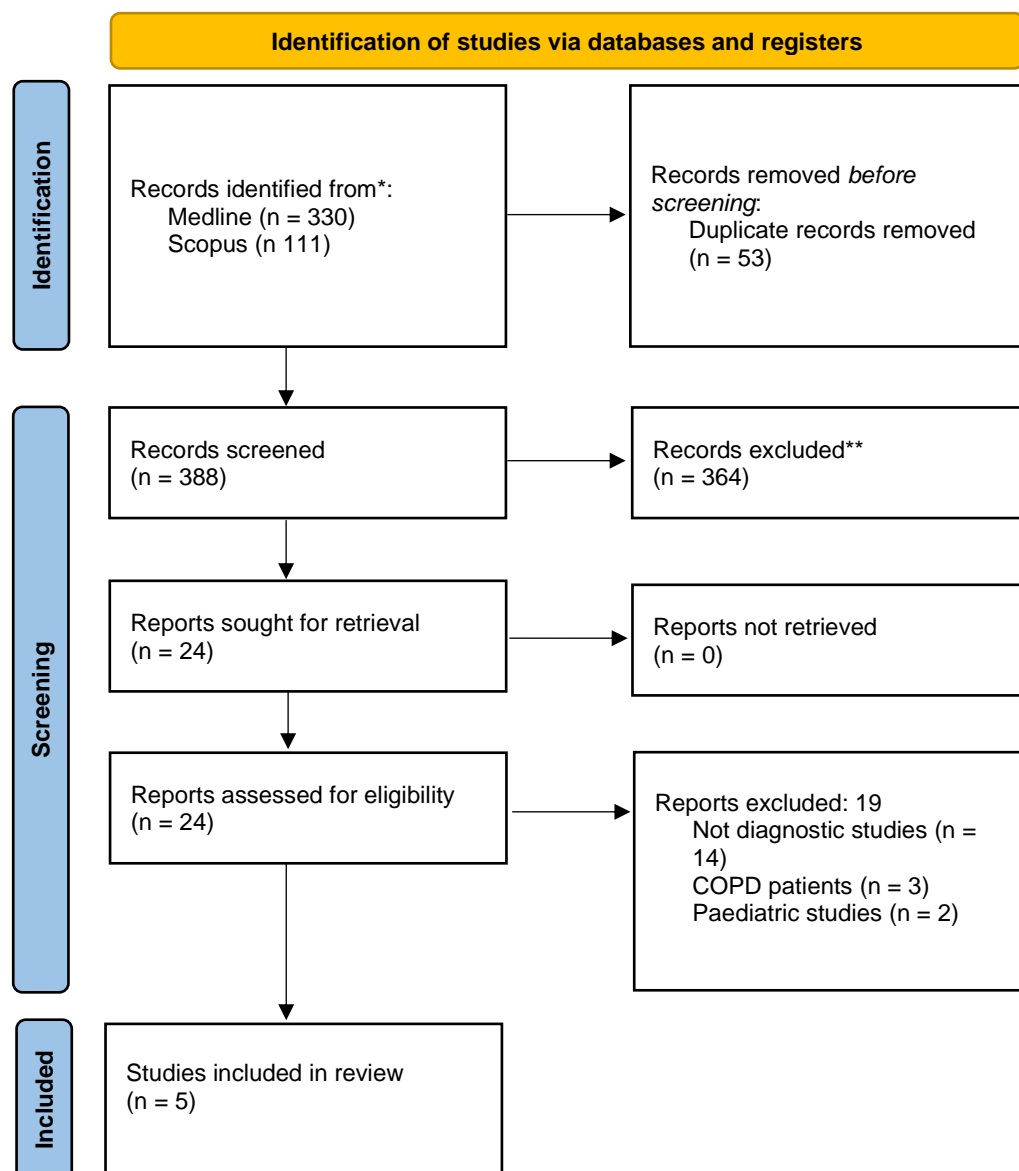 Identification of studies via databases and registers
Identification
Records identified from*:
Medline (n = 330)
Scopus (n 111)
Records removed before
screening:
Duplicate records removed
(n = 53)
Screening
Records screened
(n = 388)
Records excluded**
(n = 364)
Reports sought for retrieval
(n = 24)
Reports not retrieved
(n = 0)
Reports assessed for eligibility
(n = 24)
Reports excluded: 19
Not diagnostic studies (n =
14)
COPD patients (n = 3)
Paediatric studies (n = 2)
Included
Studies included in review
(n = 5)